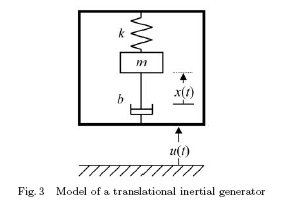 k
m
x(t)
b
u(t)
Fig. 3 Model of a translational inertial generator